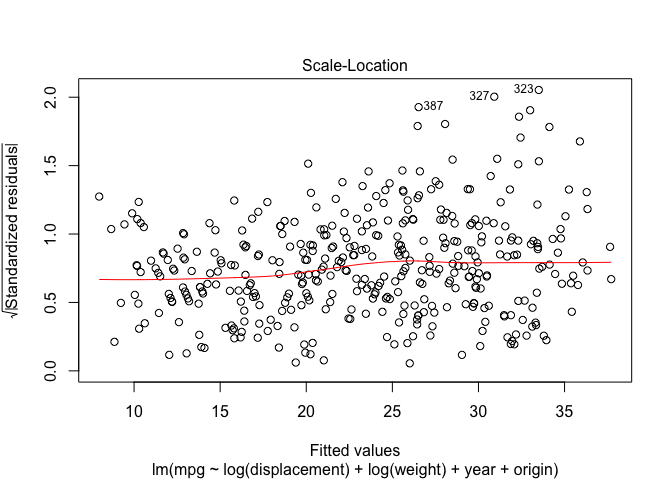 Scale-Location
√|Standardized residuals|
2.0
1.5
1.0
0.5
0.0
387
327
323
10 15 20 25 30 35
Fitted values
lm(mpg ~ log(displacement) + log(weight) + year + origin)